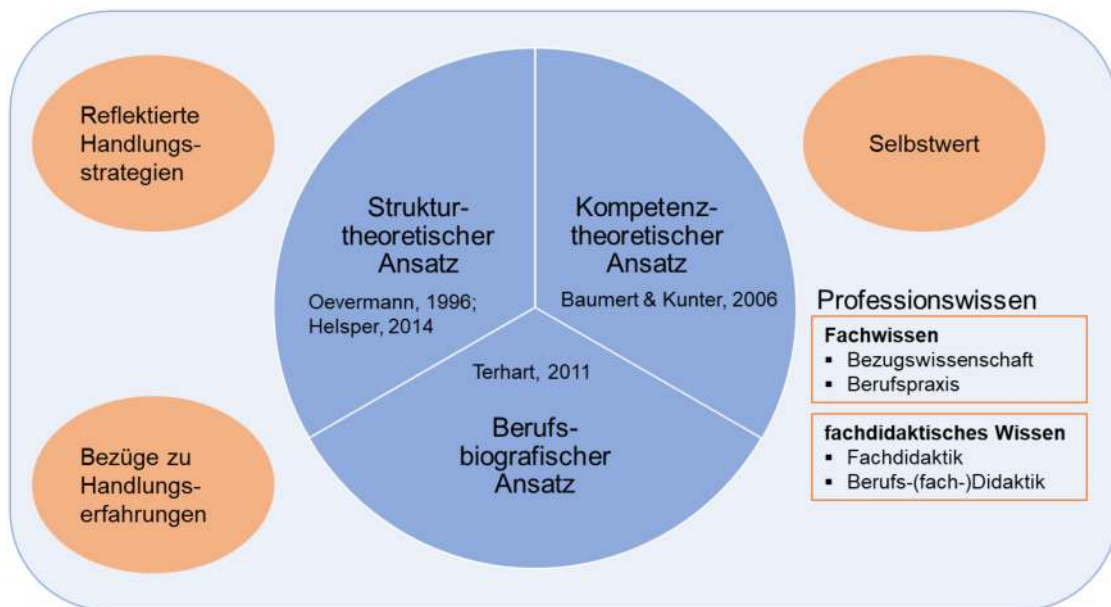 Reflektierte
Handlungs-
strategien
Selbstwert
Struktur-
theoretischer
Ansatz
Oevermann, 1996;
Helsper, 2014
Kompetenz-
theoretischer
Ansatz
Baumert & Kunter, 2006
Terhart, 2011
Berufs-
biografischer
Ansatz
Professionswissen
Fachwissen
▪ Bezugswissenschaft
▪ Berufspraxis
fachdidaktisches Wissen
▪ Fachdidaktik
▪ Berufs-(fach-)Didaktik
Bezüge zu
Handlungs-
erfahrungen